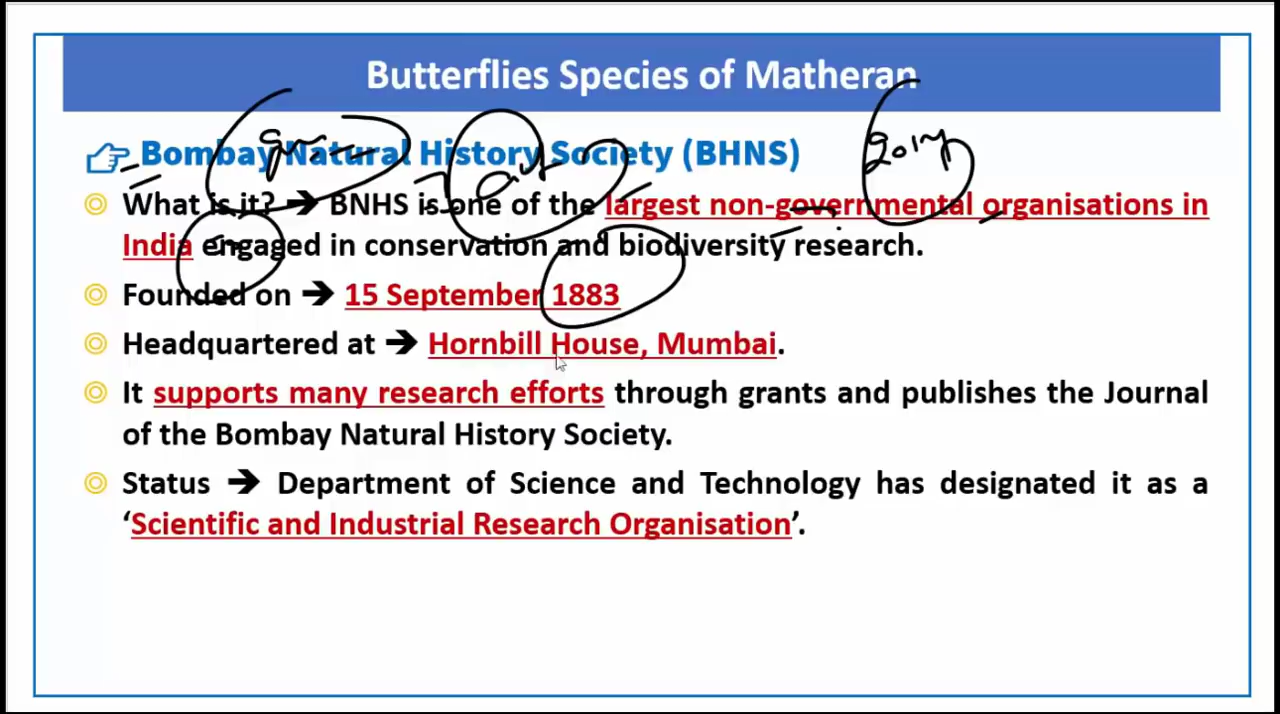 Butterflies Species of Matheran
Bombay Natural History Society (BHNS)
What is it? → BNHS is one of the largest non-governmental organisations in
India engaged in conservation and biodiversity research.
Founded on → 15 September 1883
Headquartered at → Hornbill House, Mumbai.
It supports many research efforts through grants and publishes the Journal
of the Bombay Natural History Society.
Status → Department of Science and Technology has designated it as a
‘Scientific and Industrial Research Organisation’.